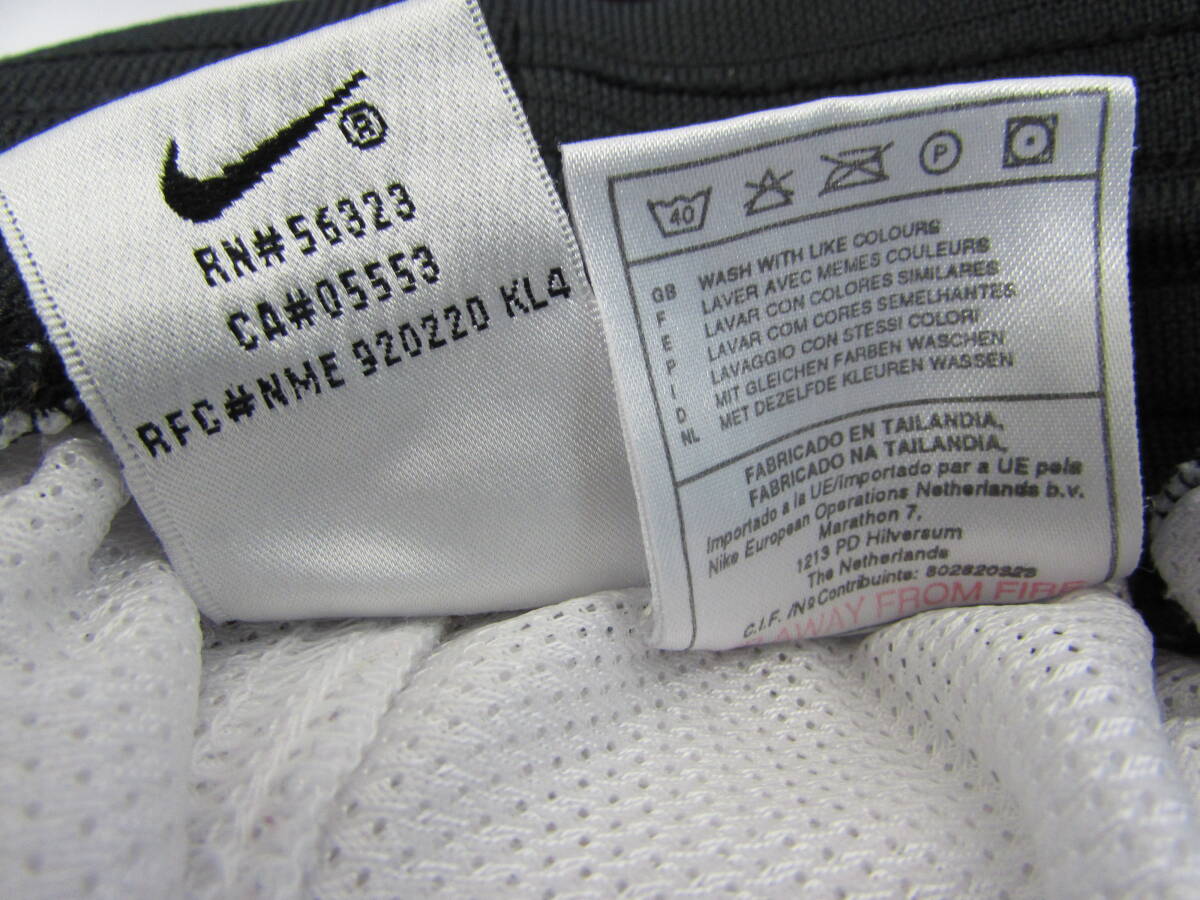 ®
RN#56323
CA#05553
RFC#NME 920220 KL4
40
P
GB WASH WITH LIKE COLOURS
F LAVER AVEC MEMES COULEURS
E LAVAR CON COLORES SIMILARES
P LAVAR COM CORES SEMELHANTES
I LAVAGGIO CON STESSI COLORI
D MIT GLEICHEN FARBEN WASCHEN
NL MET DEZELFDE KLEUREN WASSEN
FABRICADO EN TAILANDIA,
FABRICADO NA TAILANDIA,
Importado a la UE/Importado par a UE pela
Nike European Operations Netherlands b.v.
Marathon 7,
1213 PD Hilversum
The Netherlands
C.I.F. /Nº Contribuinte: 802820323
AWAY FROM FIRE